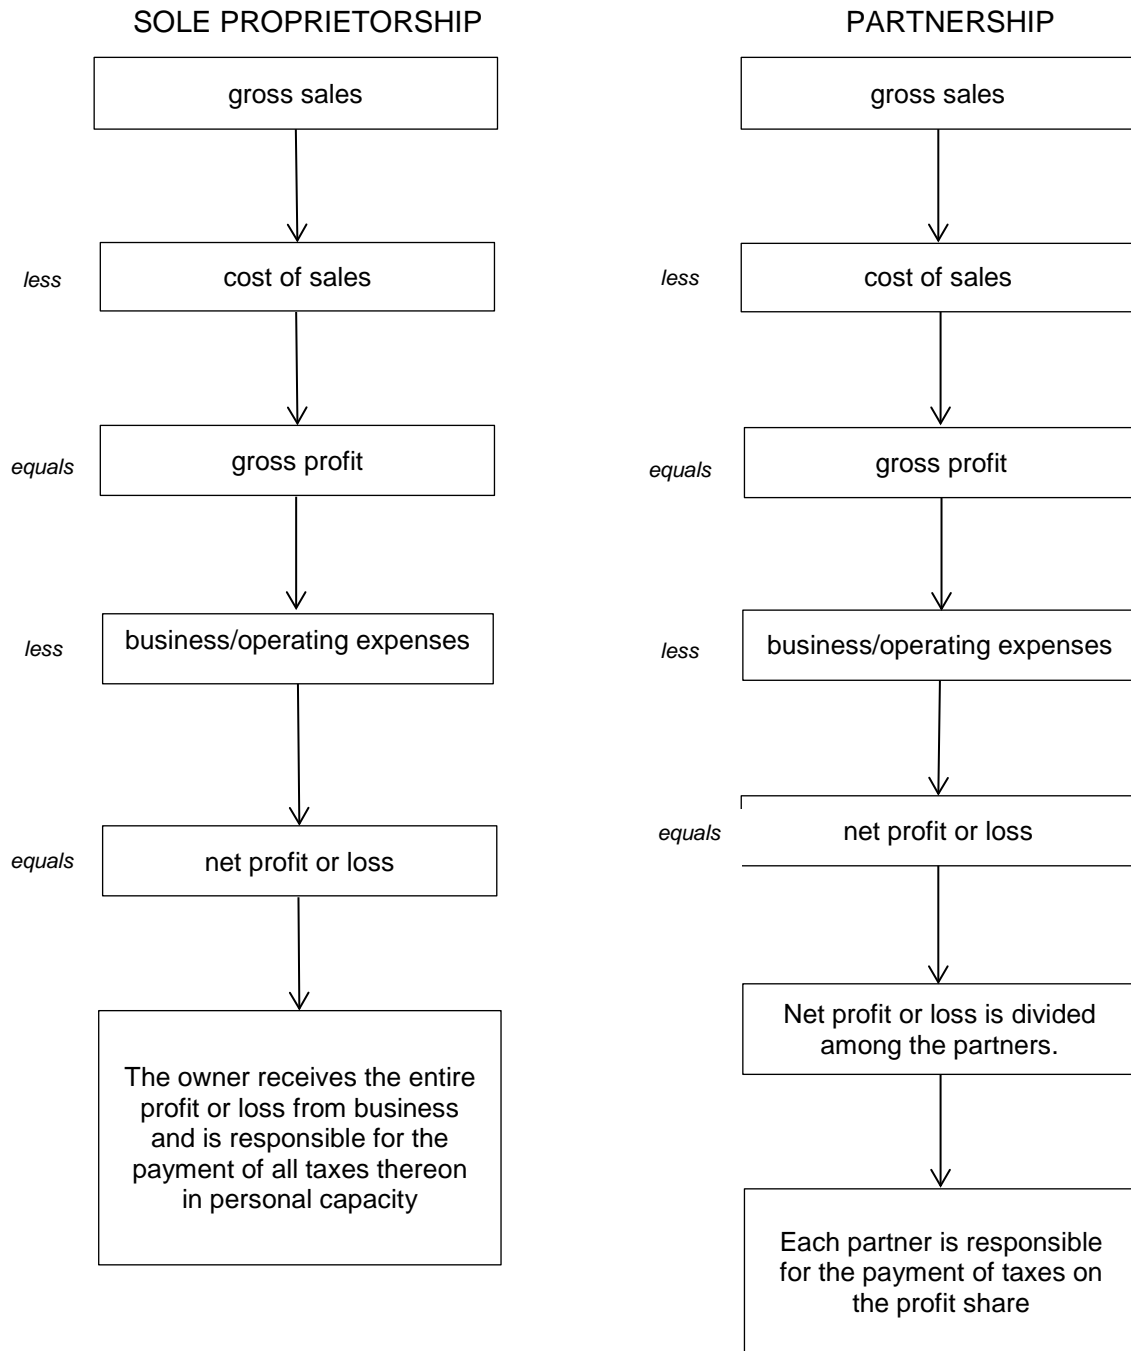 SOLE PROPRIETORSHIP
gross sales
less
cost of sales
equals
gross profit
less
business/operating expenses
equals
net profit or loss
The owner receives the entire
profit or loss from business
and is responsible for the
payment of all taxes thereon
in personal capacity
PARTNERSHIP
gross sales
less
cost of sales
equals
gross profit
less
business/operating expenses
equals
net profit or loss
Net profit or loss is divided
among the partners.
Each partner is responsible
for the payment of taxes on
the profit share